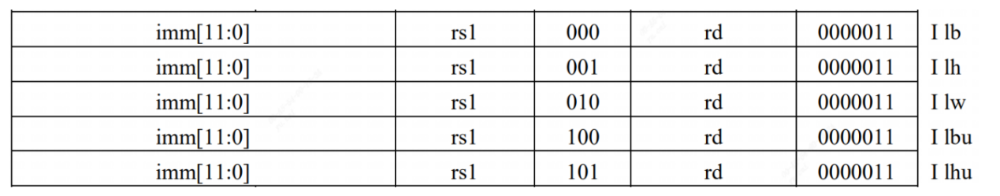 imm[11:0] rs1 000 rd 0000011 I lb
imm[11:0] rs1 001 rd 0000011 I lh
imm[11:0] rs1 010 rd 0000011 I lw
imm[11:0] rs1 100 rd 0000011 I lbu
imm[11:0] rs1 101 rd 0000011 I lhu